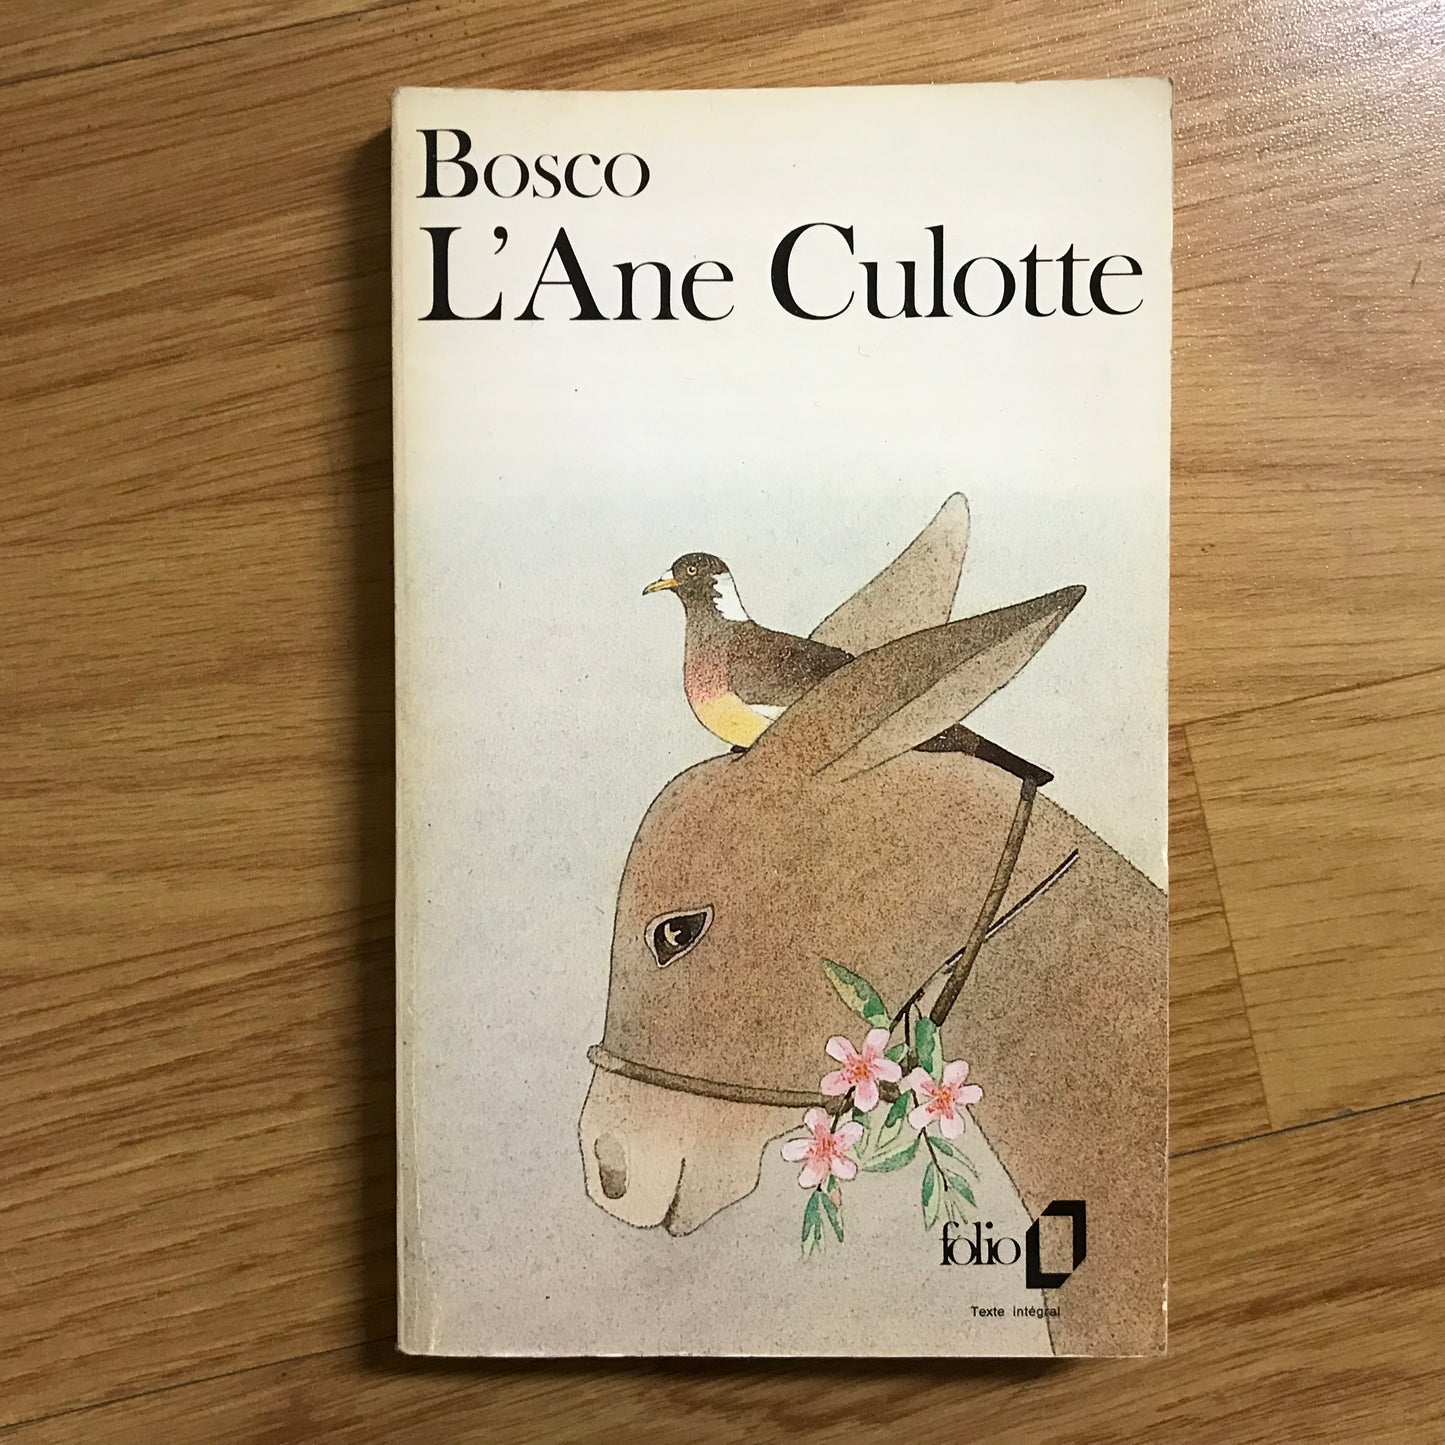 Bosco
L'Ane Culotte
folio
Texte intégral